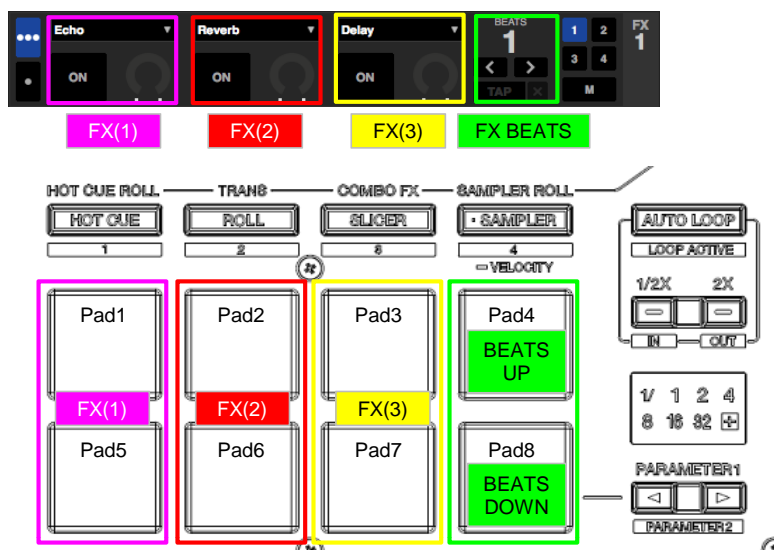 Echo ▼ Reverb ▼ Delay ▼ BEATS 1 2 FX
1 1
ON ON ON < > 3 4
TAP × M
FX(1) FX(2) FX(3) FX BEATS
HOT CUE ROLL TRANS COMBO FX SAMPLER ROLL
HOT CUE ROLL SLICER SAMPLER AUTO LOOP
1 2 3 4 LOOP ACTIVE
VELOCITY
1/2X 2X
Pad1 Pad2 Pad3 Pad4
BEATS
UP
IN OUT
FX(1) FX(2) FX(3)
1/ 1 2 4
8 16 32
Pad5 Pad6 Pad7 Pad8
BEATS
DOWN
PARAMETER1
PARAMETER2